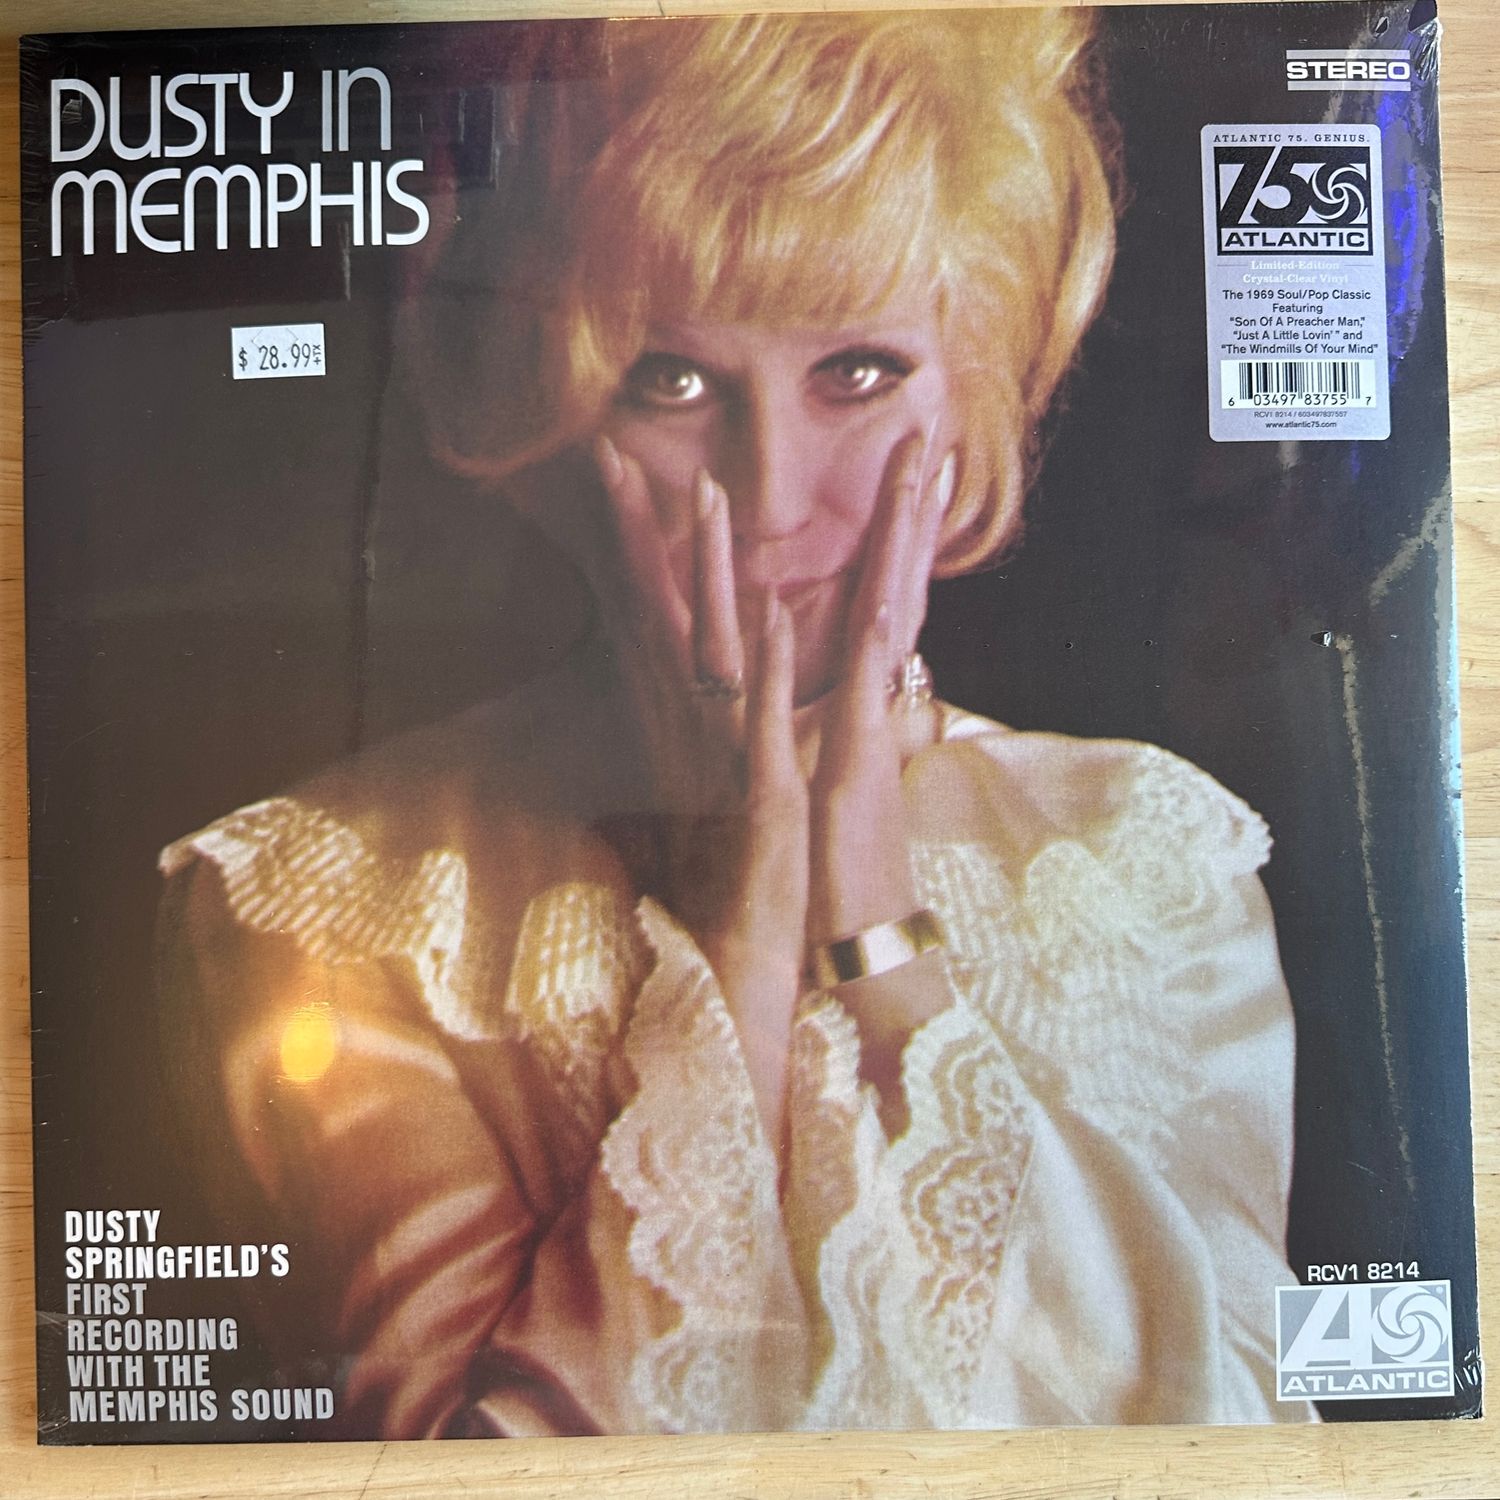 DUSTY IN
MEMPHIS
STEREO
ATLANTIC 75. GENIUS.
75
ATLANTIC
Limited-Edition
Crystal-Clear Vinyl
The 1969 Soul/Pop Classic
Featuring
"Son Of A Preacher Man,"
"Just A Little Lovin'" and
"The Windmills Of Your Mind"
6 03497 83755 7
RCV1 8214 / 603497837557
www.atlantic75.com
$ 28.99 +TX
DUSTY
SPRINGFIELD'S
FIRST
RECORDING
WITH THE
MEMPHIS SOUND
RCV1 8214
A
ATLANTIC